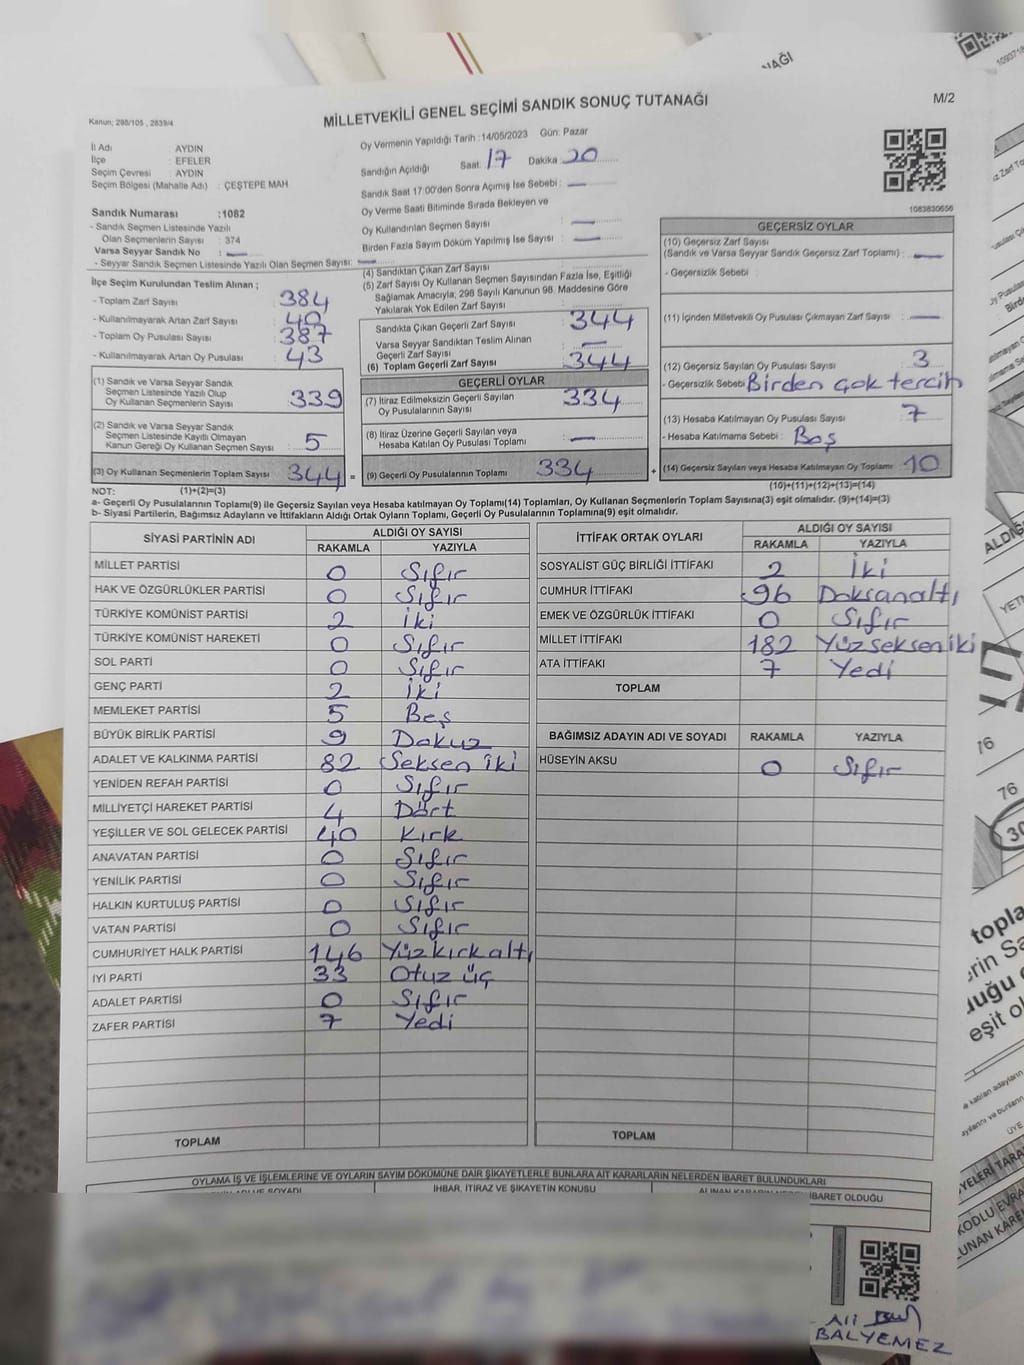 NAĞI
MİLLETVEKİLİ GENEL SEÇİMİ SANDIK SONUÇ TUTANAĞI
M/2
Kanun; 298/105 , 2839/4
İl Adı : AYDIN
İlçe : EFELER
Seçim Çevresi : AYDIN
Seçim Bölgesi (Mahalle Adı) : ÇEŞTEPE MAH
Sandık Numarası :1082
- Sandık Seçmen Listesinde Yazılı
Olan Seçmenlerin Sayısı : 374
Varsa Seyyar Sandık No : —
- Seyyar Sandık Seçmen Listesinde Yazılı Olan Seçmen Sayısı: —
Oy Vermenin Yapıldığı Tarih : 14/05/2023 Gün: Pazar
Sandığın Açıldığı Saat: 17 Dakika 20
Sandık Saat 17:00'den Sonra Açımış İse Sebebi : —
Oy Verme Saati Bitiminde Sırada Bekleyen ve
Oy Kullandırılan Seçmen Sayısı : —
Birden Fazla Sayım Döküm Yapılmış İse Sayısı : —
1083830656
İlçe Seçim Kurulundan Teslim Alınan ;
- Toplam Zarf Sayısı : 384
- Kullanılmayarak Artan Zarf Sayısı : 40
- Toplam Oy Pusulası Sayısı : 387
- Kullanılmayarak Artan Oy Pusulası : 43
(1) Sandık ve Varsa Seyyar Sandık
Seçmen Listesinde Yazılı Olup
Oy Kullanan Seçmenlerin Sayısı : 339
(2) Sandık ve Varsa Seyyar Sandık
Seçmen Listesinde Kayıtlı Olmayan
Kanun Gereği Oy Kullanan Seçmen Sayısı : 5
(3) Oy Kullanan Seçmenlerin Toplam Sayısı : 344 =
(4) Sandıktan Çıkan Zarf Sayısı :
(5) Zarf Sayısı Oy Kullanan Seçmen Sayısından Fazla İse, Eşitliği
Sağlamak Amacıyla; 298 Sayılı Kanunun 98. Maddesine Göre
Yakılarak Yok Edilen Zarf Sayısı :
Sandıkta Çıkan Geçerli Zarf Sayısı : 344
Varsa Seyyar Sandıktan Teslim Alınan
Geçerli Zarf Sayısı : —
(6) Toplam Geçerli Zarf Sayısı : 344
GEÇERLİ OYLAR
(7) İtiraz Edilmeksizin Geçerli Sayılan
Oy Pusulalarının Sayısı : 334
(8) İtiraz Üzerine Geçerli Sayılan veya
Hesaba Katılan Oy Pusulası Toplamı : —
(9) Geçerli Oy Pusulalarının Toplamı : 334 +
GEÇERSİZ OYLAR
(10) Geçersiz Zarf Sayısı
(Sandık ve Varsa Seyyar Sandık Geçersiz Zarf Toplamı) : —
- Geçersizlik Sebebi :
(11) İçinden Milletvekili Oy Pusulası Çıkmayan Zarf Sayısı : —
(12) Geçersiz Sayılan Oy Pusulası Sayısı : 3
- Geçersizlik Sebebi : Birden çok tercih
(13) Hesaba Katılmayan Oy Pusulası Sayısı : 7
- Hesaba Katılmama Sebebi : Boş
(14) Geçersiz Sayılan veya Hesaba Katılmayan Oy Toplamı : 10
NOT: (1)+(2)=(3)
(10)+(11)+(12)+(13)=(14)
a- Geçerli Oy Pusulalarının Toplamı(9) ile Geçersiz Sayılan veya Hesaba katılmayan Oy Toplamı(14) Toplamları, Oy Kullanan Seçmenlerin Toplam Sayısına(3) eşit olmalıdır. (9)+(14)=(3)
b- Siyasi Partilerin, Bağımsız Adayların ve İttifakların Aldığı Ortak Oyların Toplamı, Geçerli Oy Pusulalarının Toplamına(9) eşit olmalıdır.
SİYASİ PARTİNİN ADI
ALDIĞI OY SAYISI
RAKAMLA YAZIYLA
MİLLET PARTİSİ 0 Sıfır
HAK VE ÖZGÜRLÜKLER PARTİSİ 0 Sıfır
TÜRKİYE KOMÜNİST PARTİSİ 2 İki
TÜRKİYE KOMÜNİST HAREKETİ 0 Sıfır
SOL PARTİ 0 Sıfır
GENÇ PARTİ 2 İki
MEMLEKET PARTİSİ 5 Beş
BÜYÜK BİRLİK PARTİSİ 9 Dokuz
ADALET VE KALKINMA PARTİSİ 82 Seksen iki
YENİDEN REFAH PARTİSİ 0 Sıfır
MİLLİYETÇİ HAREKET PARTİSİ 4 Dört
YEŞİLLER VE SOL GELECEK PARTİSİ 40 Kırk
ANAVATAN PARTİSİ 0 Sıfır
YENİLİK PARTİSİ 0 Sıfır
HALKIN KURTULUŞ PARTİSİ 0 Sıfır
VATAN PARTİSİ 0 Sıfır
CUMHURİYET HALK PARTİSİ 146 Yüzkırkaltı
İYİ PARTİ 33 Otuz üç
ADALET PARTİSİ 0 Sıfır
ZAFER PARTİSİ 7 Yedi
TOPLAM
İTTİFAK ORTAK OYLARI
ALDIĞI OY SAYISI
RAKAMLA YAZIYLA
SOSYALİST GÜÇ BİRLİĞİ İTTİFAKI 2 İki
CUMHUR İTTİFAKI 96 Doksanaltı
EMEK VE ÖZGÜRLÜK İTTİFAKI 0 Sıfır
MİLLET İTTİFAKI 182 Yüzsekseniki
ATA İTTİFAKI 7 Yedi
TOPLAM
BAĞIMSIZ ADAYIN ADI VE SOYADI RAKAMLA YAZIYLA
HÜSEYİN AKSU 0 Sıfır
TOPLAM
OYLAMA İŞ VE İŞLEMLERİNE VE OYLARIN SAYIM DÖKÜMÜNE DAİR ŞİKAYETLERLE BUNLARA AİT KARARLARIN NELERDEN İBARET BULUNDUKLARI
İHBAR, İTİRAZ VE ŞİKAYETİN KONUSU
İBARET OLDUĞU
Ali
BALYEMEZ
76
76
30
topla
eşit ol